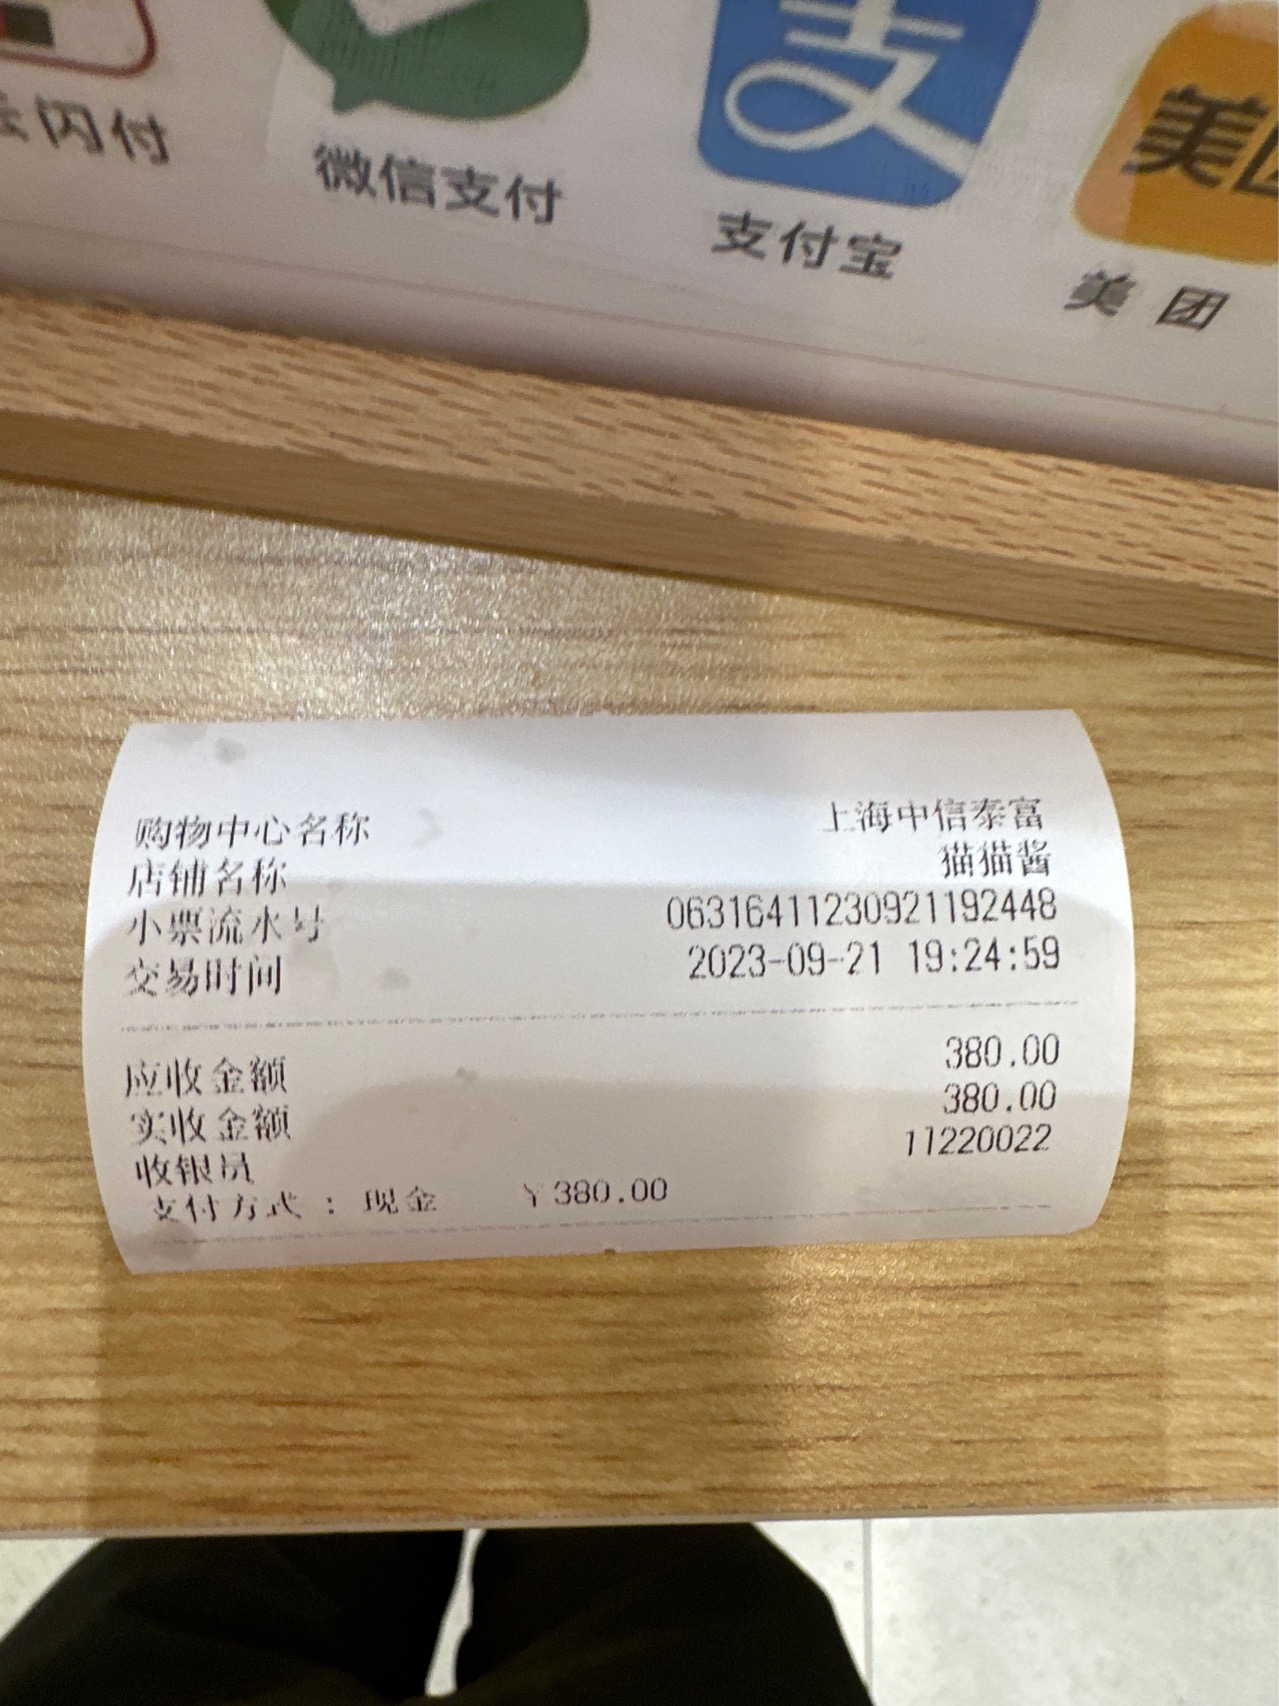 闪付
微信支付
支付宝
美
美 团
购物中心名称 上海中信泰富
店铺名称 猫猫酱
小票流水号 06316411230921192448
交易时间 2023-09-21 19:24:59
应收金额 380.00
实收金额 380.00
收银员 11220022
支付方式 : 现金 ￥380.00